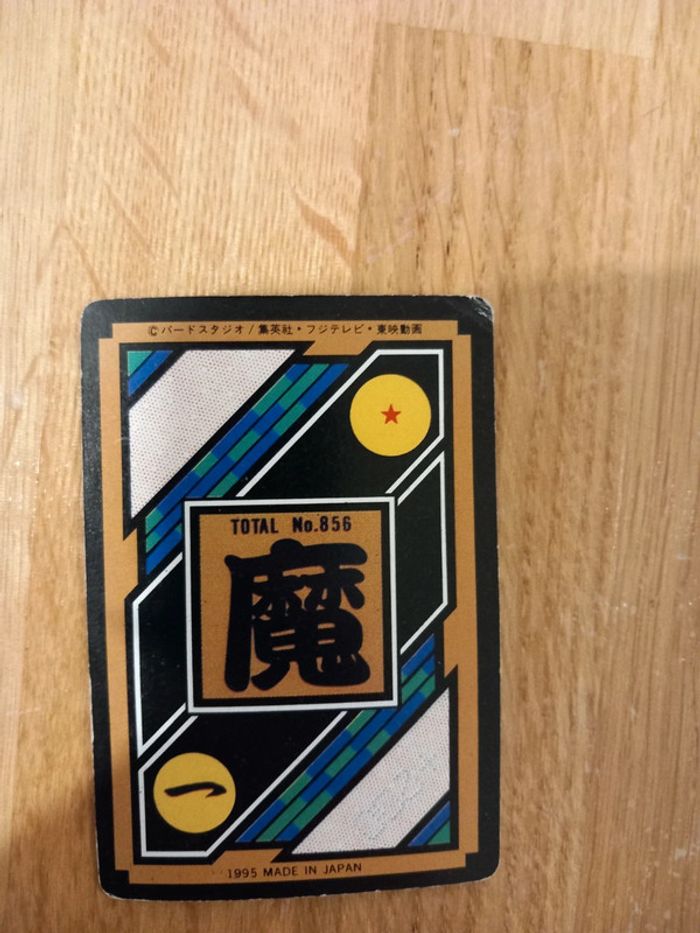 ©バードスタジオ/集英社・フジテレビ・東映動画
TOTAL No.856
魔
一
1995 MADE IN JAPAN